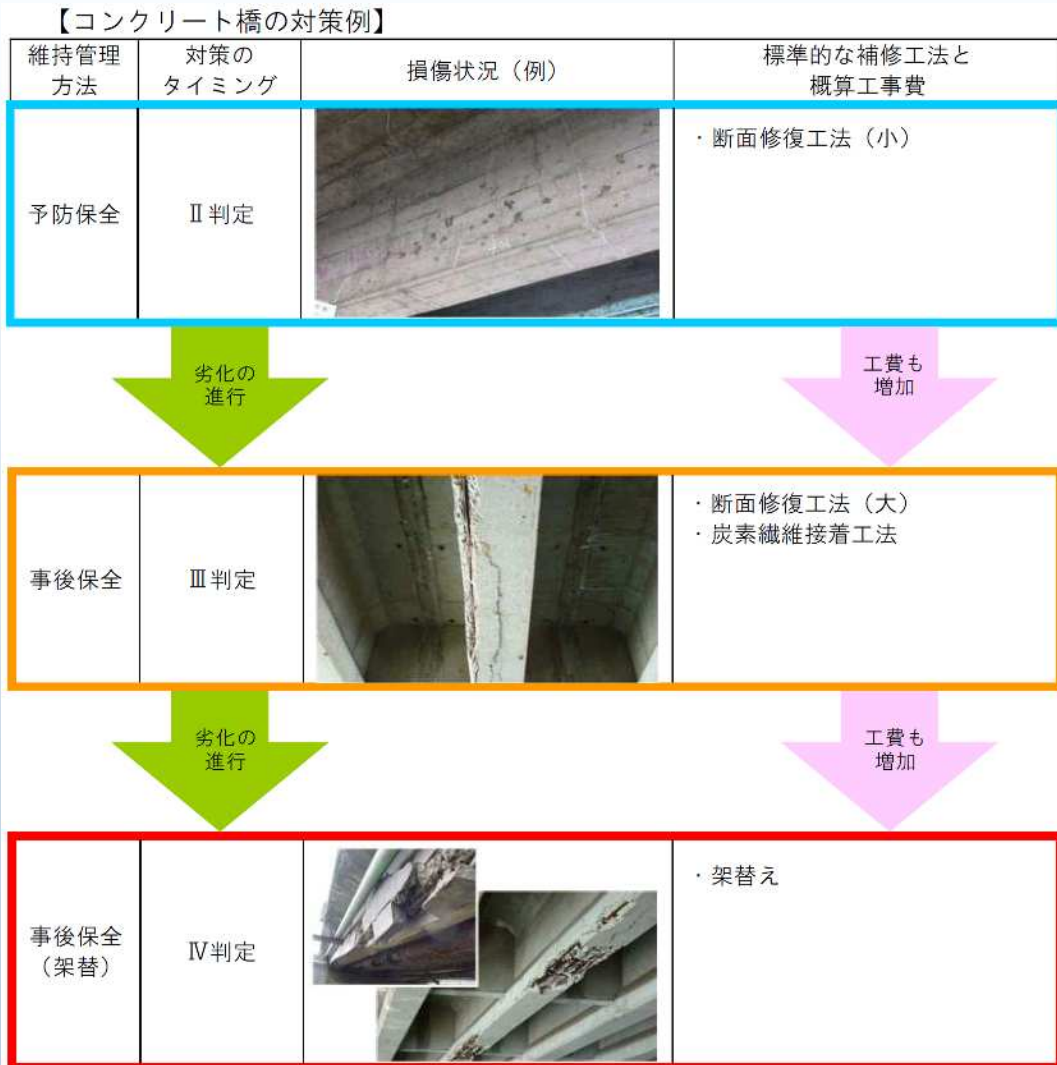 【コンクリート橋の対策例】
維持管理
方法
対策の
タイミング
損傷状況（例）
標準的な補修工法と
概算工事費
予防保全
Ⅱ判定
・断面修復工法（小）
劣化の
進行
工費も
増加
事後保全
Ⅲ判定
・断面修復工法（大）
・炭素繊維接着工法
劣化の
進行
工費も
増加
事後保全
（架替）
Ⅳ判定
・架替え